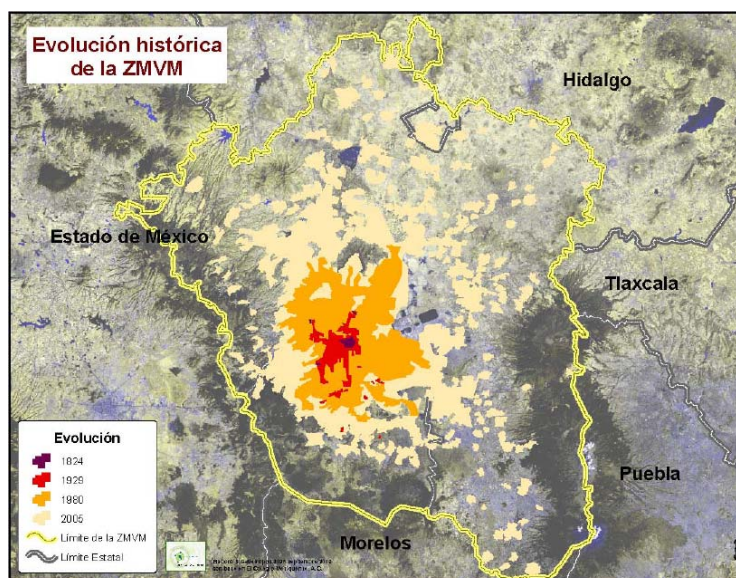 Evolución histórica
de la ZMVM
Hidalgo
Estado de México
Tlaxcala
Puebla
Morelos
Evolución
1824
1929
1980
2005
Límite de la ZMVM
Límite Estatal